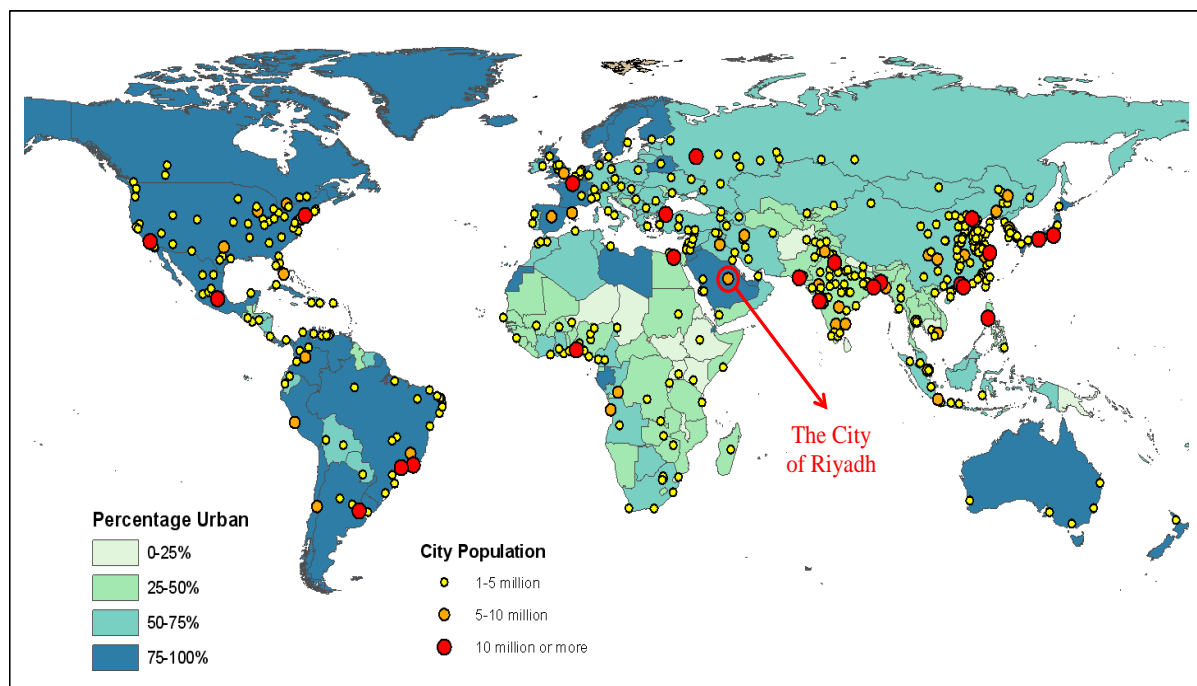 The City
of Riyadh
Percentage Urban
0-25%
25-50%
50-75%
75-100%
City Population
1-5 million
5-10 million
10 million or more